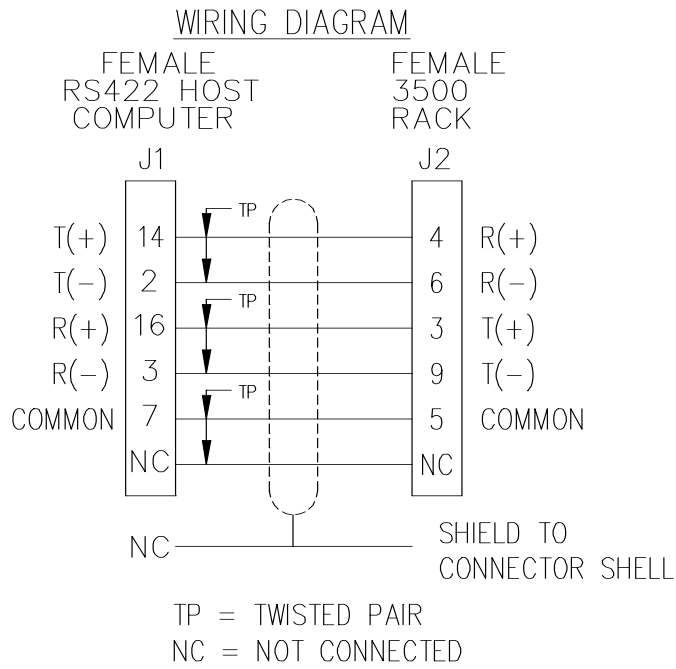 WIRING DIAGRAM
FEMALE
RS422 HOST
COMPUTER
FEMALE
3500
RACK
J1
J2
TP
T(+) 14 4 R(+)
T(-) 2 6 R(-)
TP
R(+) 16 3 T(+)
R(-) 3 9 T(-)
TP
COMMON 7 5 COMMON
NC NC
NC
SHIELD TO
CONNECTOR SHELL
TP = TWISTED PAIR
NC = NOT CONNECTED